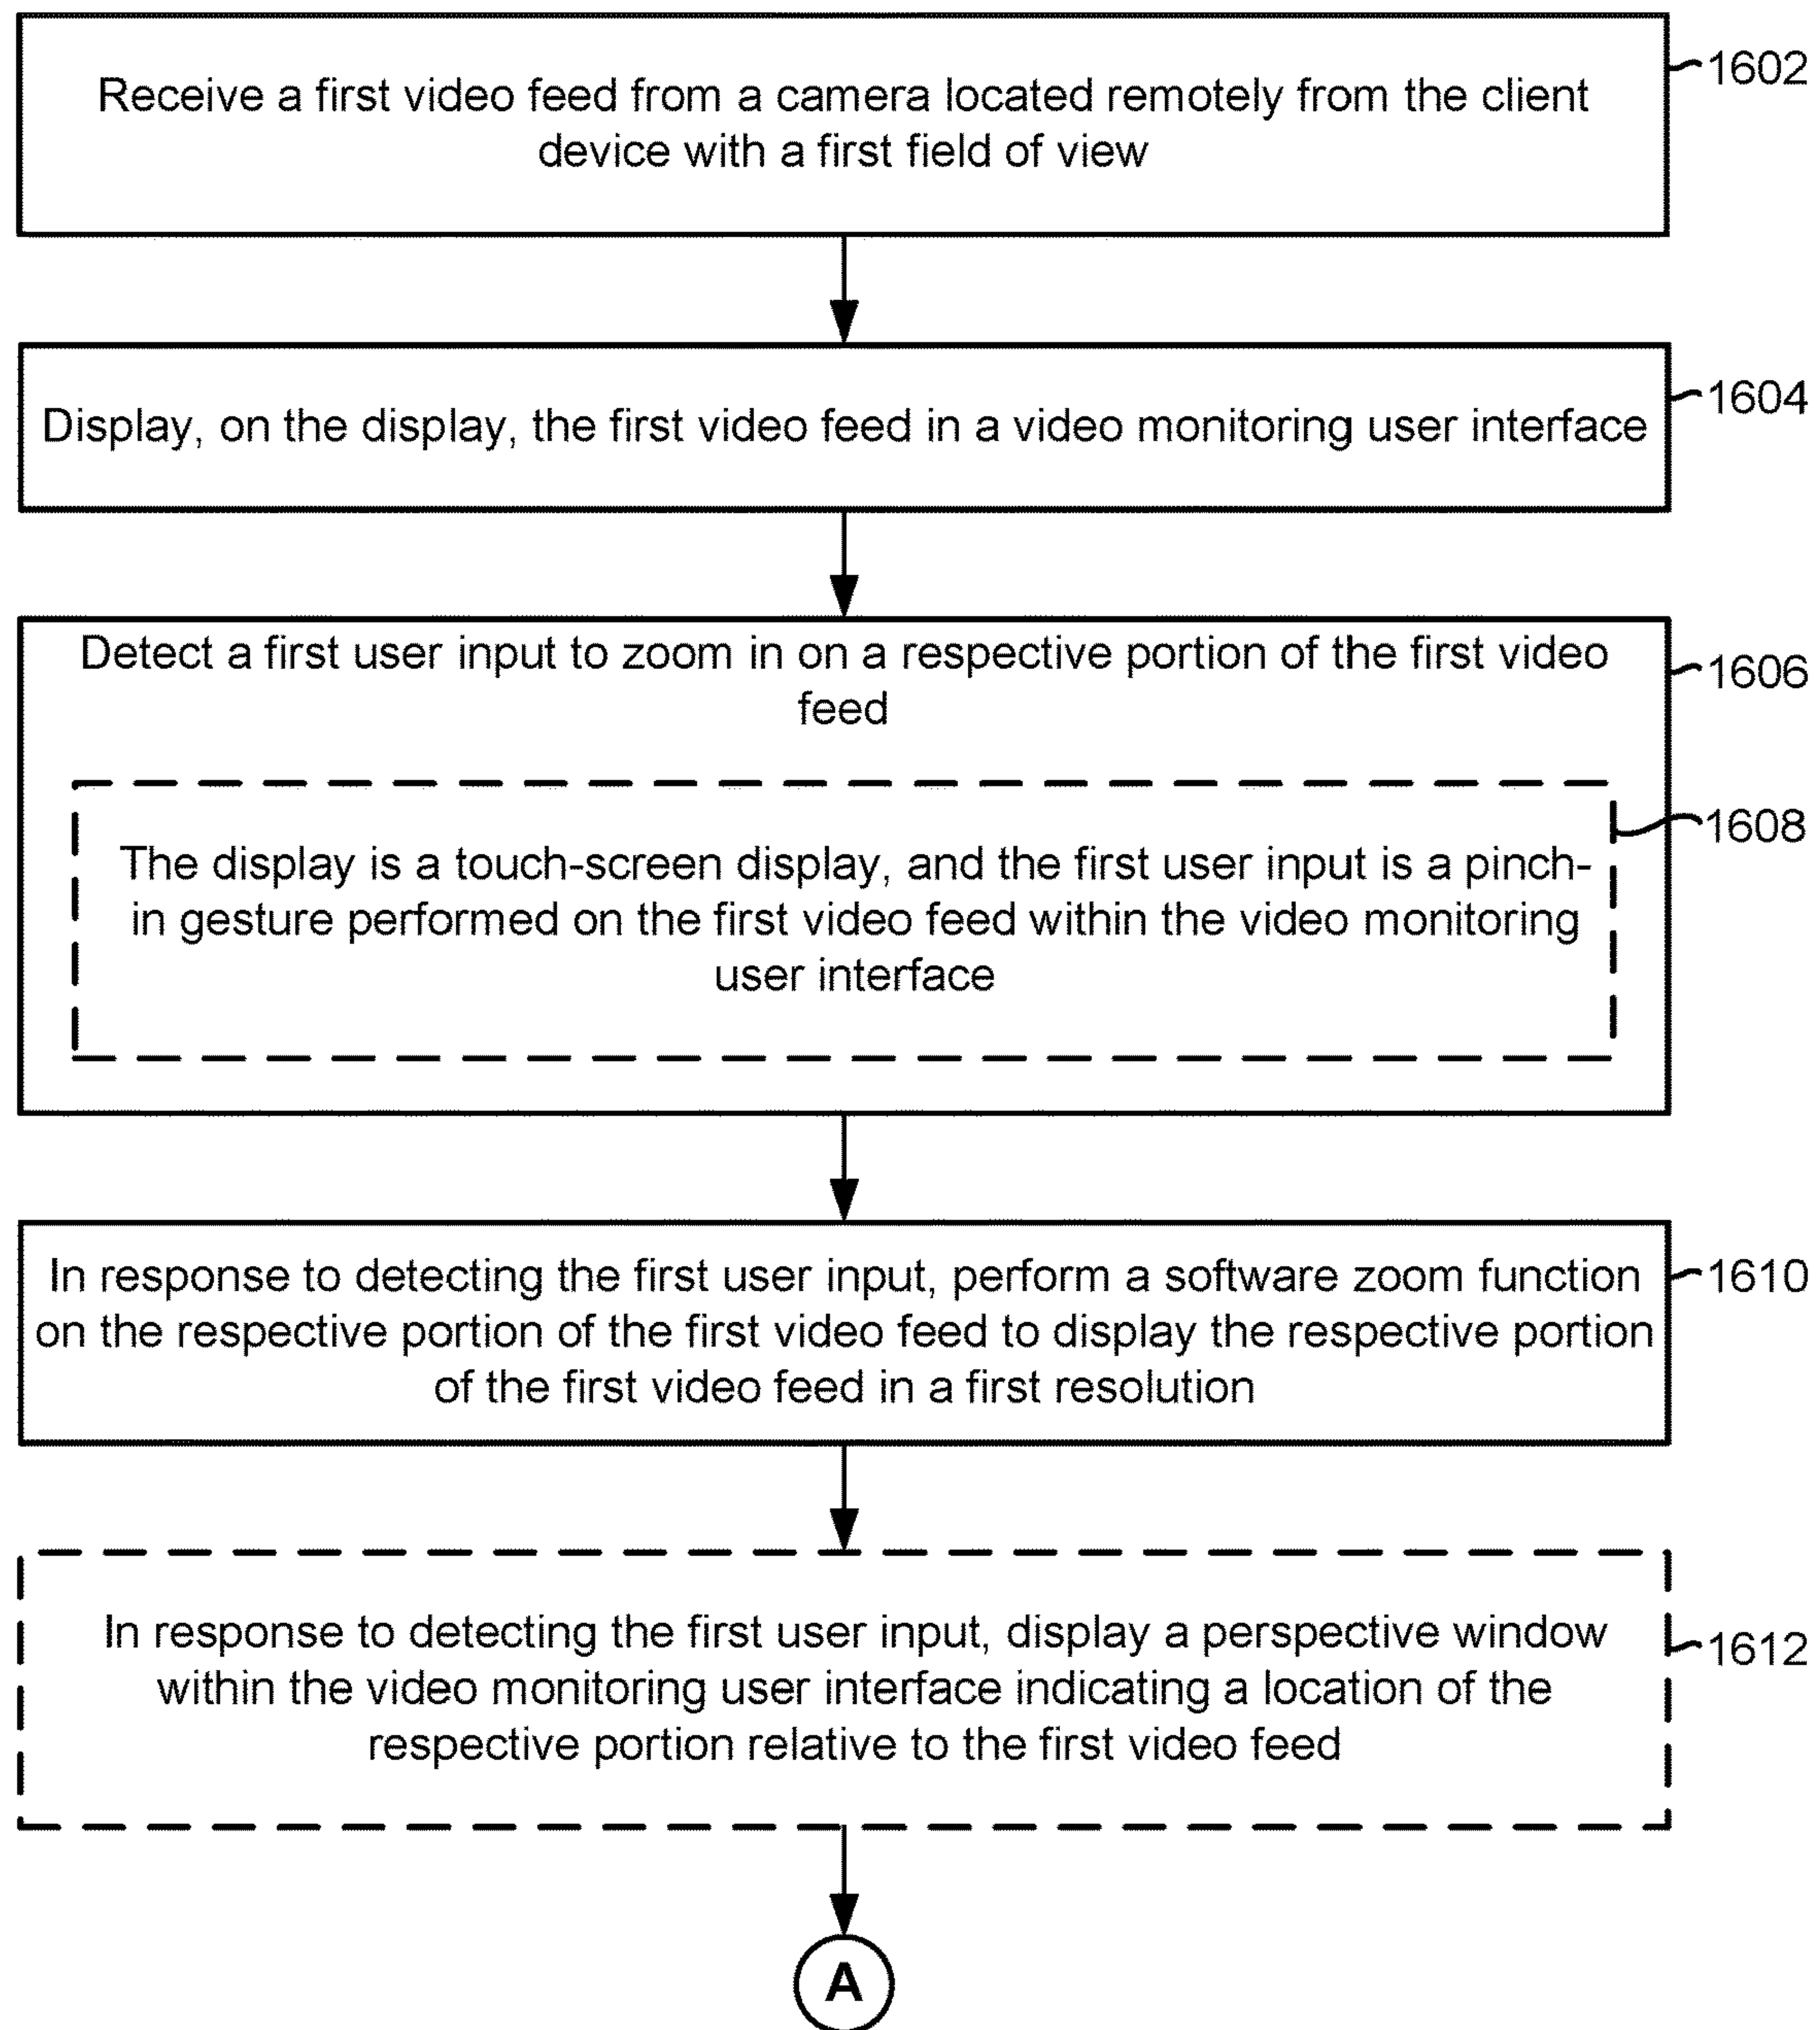 Receive a first video feed from a camera located remotely from the client
device with a first field of view
1602
Display, on the display, the first video feed in a video monitoring user interface
1604
Detect a first user input to zoom in on a respective portion of the first video
feed
1606
The display is a touch-screen display, and the first user input is a pinch-
in gesture performed on the first video feed within the video monitoring
user interface
1608
In response to detecting the first user input, perform a software zoom function
on the respective portion of the first video feed to display the respective portion
of the first video feed in a first resolution
1610
In response to detecting the first user input, display a perspective window
within the video monitoring user interface indicating a location of the
respective portion relative to the first video feed
1612
A